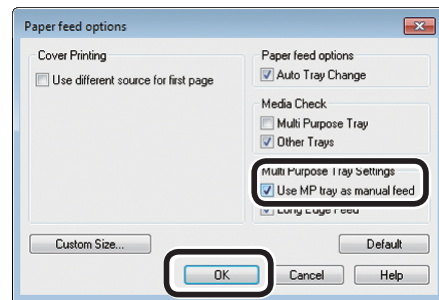 Paper feed options
Cover Printing
Use different source for first page
Paper feed options
Auto Tray Change
Media Check
Multi Purpose Tray
Other Trays
Multi Purpose Tray Settings
Use MP tray as manual feed
Long Edge Feed
Custom Size...
Default
OK
Cancel
Help